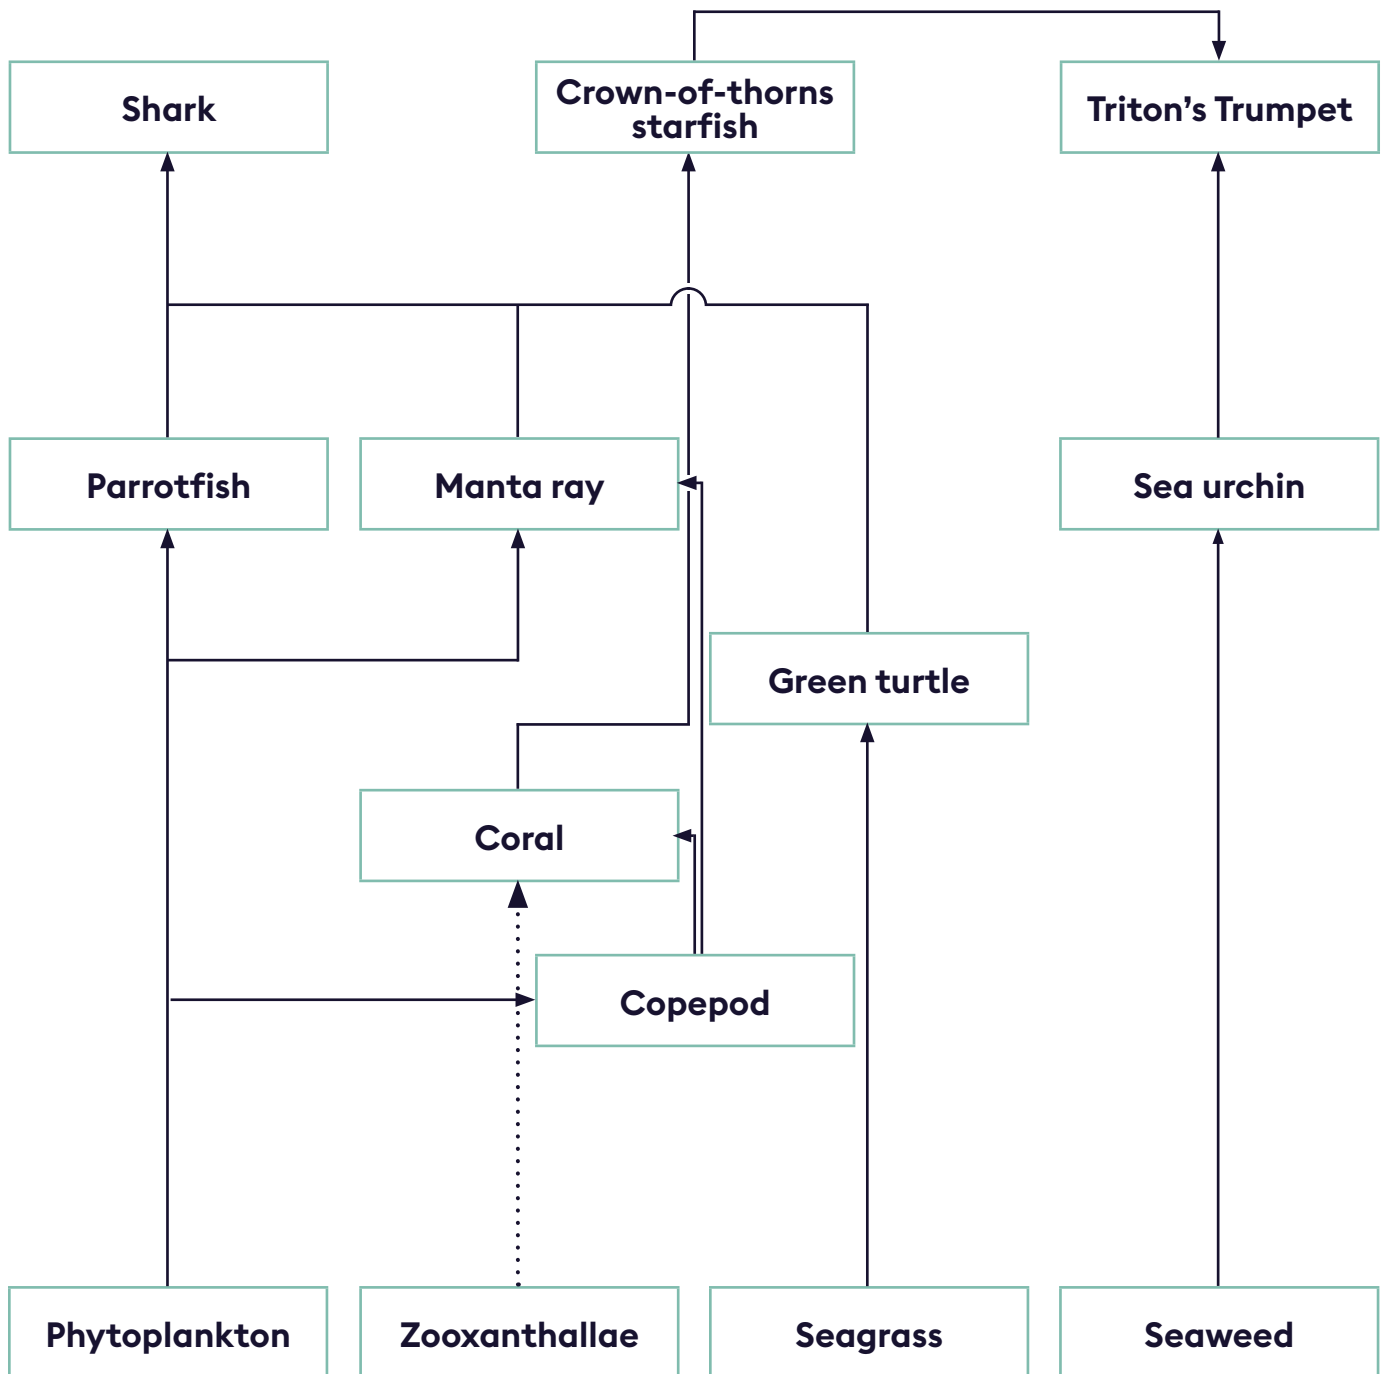 Shark
Crown-of-thorns
starfish
Triton’s Trumpet
Parrotfish
Manta ray
Sea urchin
Green turtle
Coral
Copepod
Phytoplankton
Zooxanthallae
Seagrass
Seaweed